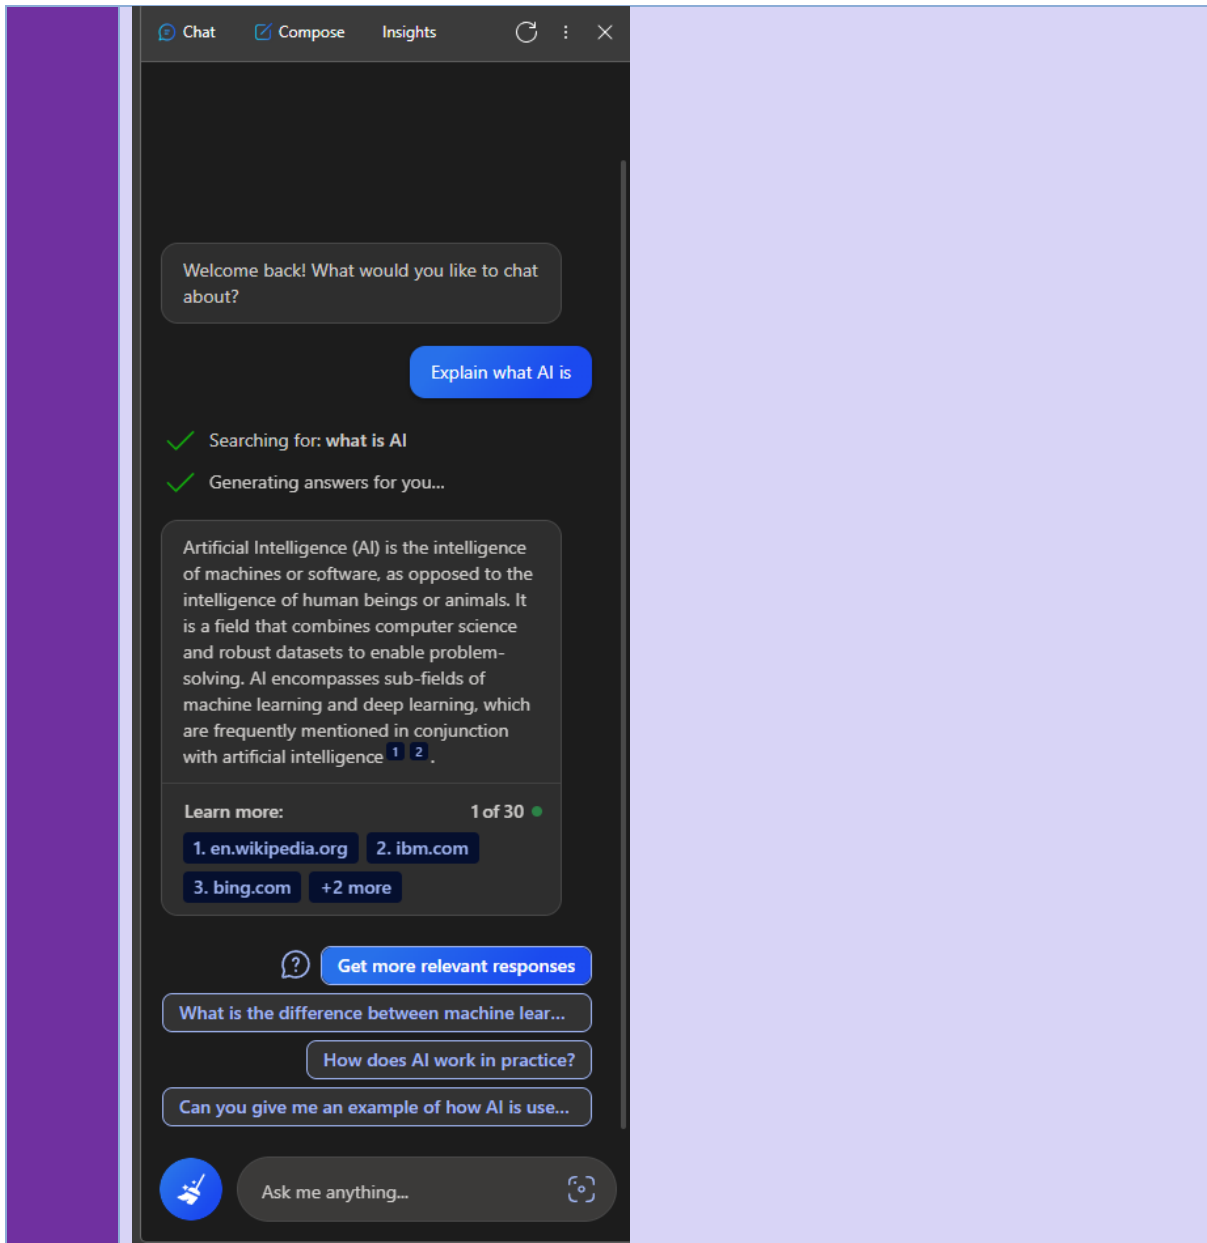 Chat Compose Insights
Welcome back! What would you like to chat
about?
Explain what AI is
Searching for: what is AI
Generating answers for you...
Artificial Intelligence (AI) is the intelligence
of machines or software, as opposed to the
intelligence of human beings or animals. It
is a field that combines computer science
and robust datasets to enable problem-
solving. AI encompasses sub-fields of
machine learning and deep learning, which
are frequently mentioned in conjunction
with artificial intelligence 1 2 .
Learn more: 1 of 30
1. en.wikipedia.org 2. ibm.com
3. bing.com +2 more
Get more relevant responses
What is the difference between machine lear...
How does AI work in practice?
Can you give me an example of how AI is use...
Ask me anything...